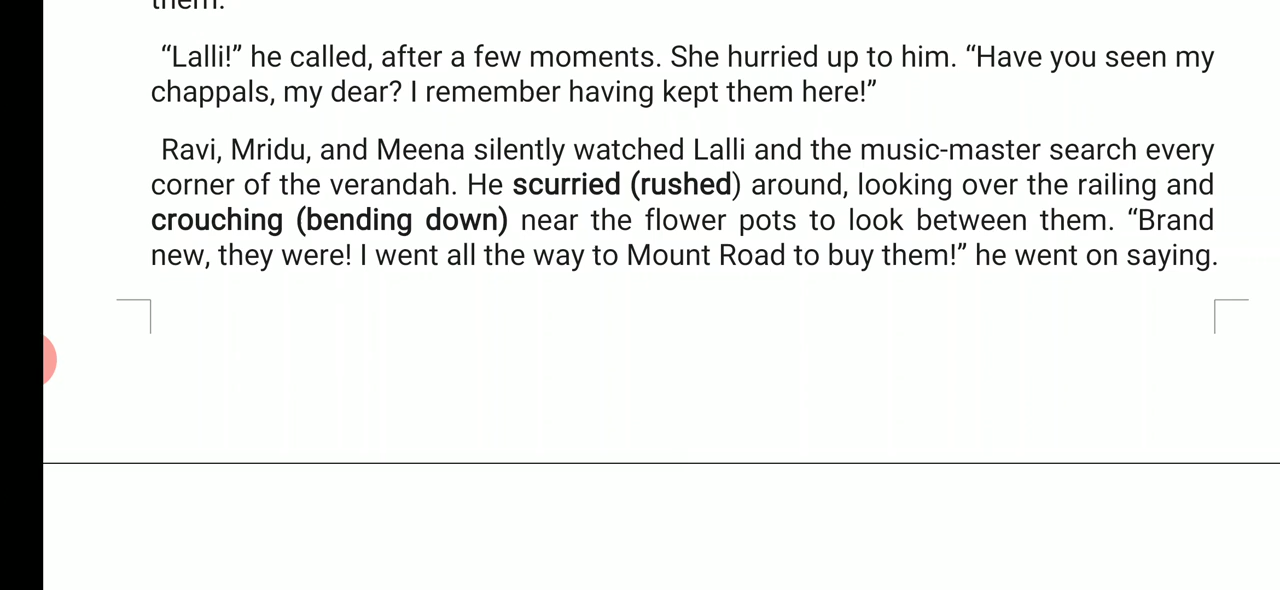 them.
“Lalli!” he called, after a few moments. She hurried up to him. “Have you seen my
chappals, my dear? I remember having kept them here!”
Ravi, Mridu, and Meena silently watched Lalli and the music-master search every
corner of the verandah. He scurried (rushed) around, looking over the railing and
crouching (bending down) near the flower pots to look between them. “Brand
new, they were! I went all the way to Mount Road to buy them!” he went on saying.